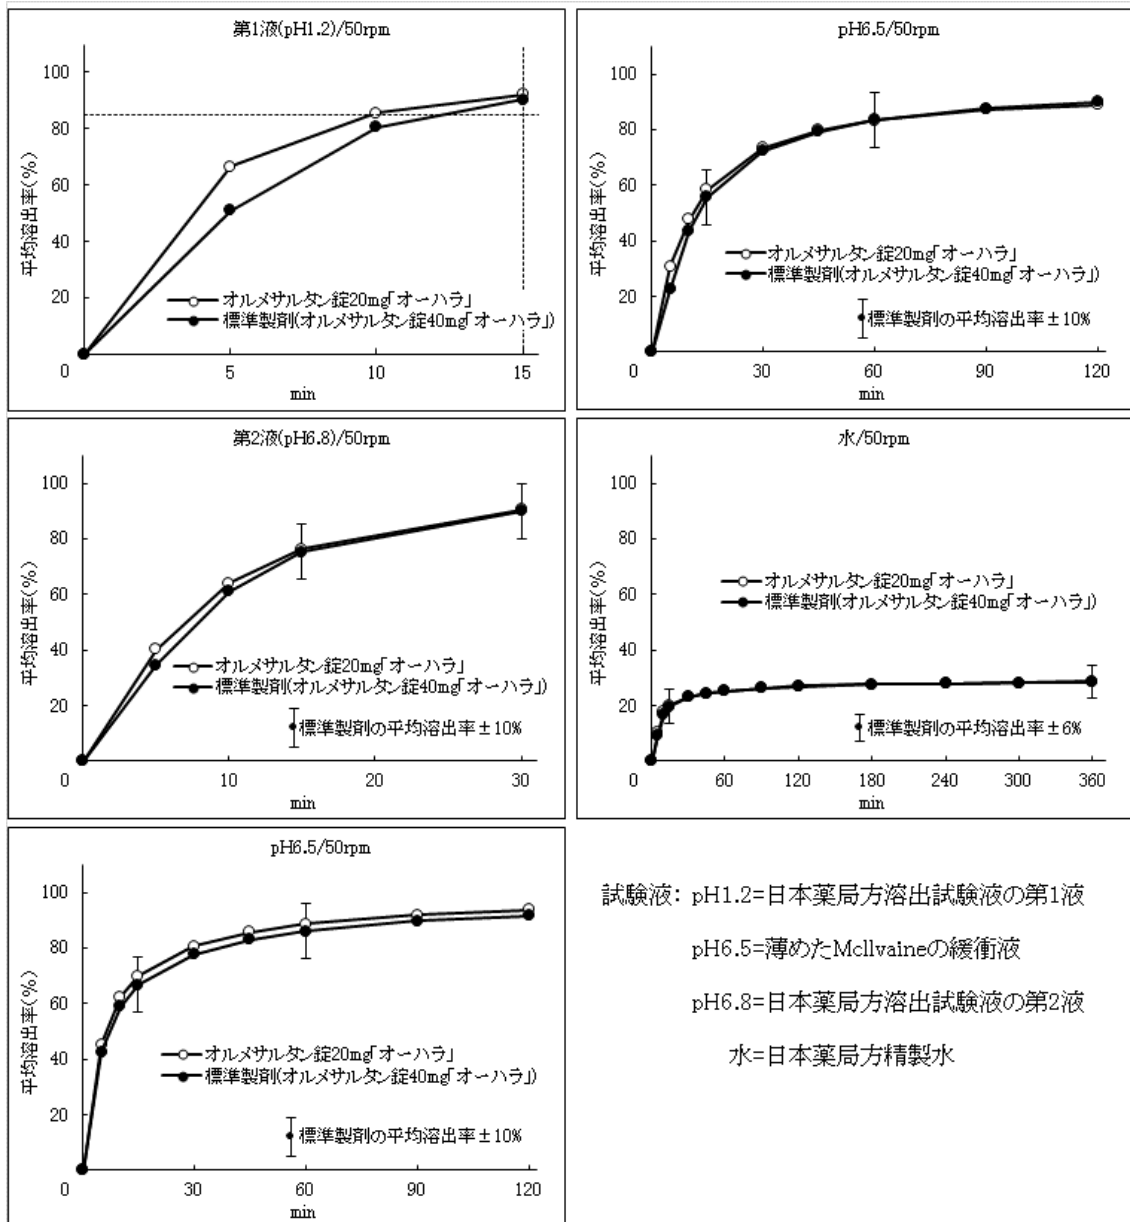 第1液(pH1.2)/50rpm
平均溶出率(%)
100
80
60
40
20
0
5
10
15
min
オルメサルタン錠20mg「オーハラ」
標準製剤(オルメサルタン錠40mg「オーハラ」)
pH6.5/50rpm
平均溶出率(%)
100
80
60
40
20
0
30
60
90
120
min
オルメサルタン錠20mg「オーハラ」
標準製剤(オルメサルタン錠40mg「オーハラ」)
標準製剤の平均溶出率±10%
第2液(pH6.8)/50rpm
平均溶出率(%)
100
80
60
40
20
0
10
20
30
min
オルメサルタン錠20mg「オーハラ」
標準製剤(オルメサルタン錠40mg「オーハラ」)
標準製剤の平均溶出率±10%
水/50rpm
平均溶出率(%)
100
80
60
40
20
0
60
120
180
240
300
360
min
オルメサルタン錠20mg「オーハラ」
標準製剤(オルメサルタン錠40mg「オーハラ」)
標準製剤の平均溶出率±6%
pH6.5/50rpm
平均溶出率(%)
100
80
60
40
20
0
30
60
90
120
min
オルメサルタン錠20mg「オーハラ」
標準製剤(オルメサルタン錠40mg「オーハラ」)
標準製剤の平均溶出率±10%
試験液: pH1.2=日本薬局方溶出試験液の第1液
pH6.5=薄めたMcIlvaineの緩衝液
pH6.8=日本薬局方溶出試験液の第2液
水=日本薬局方精製水